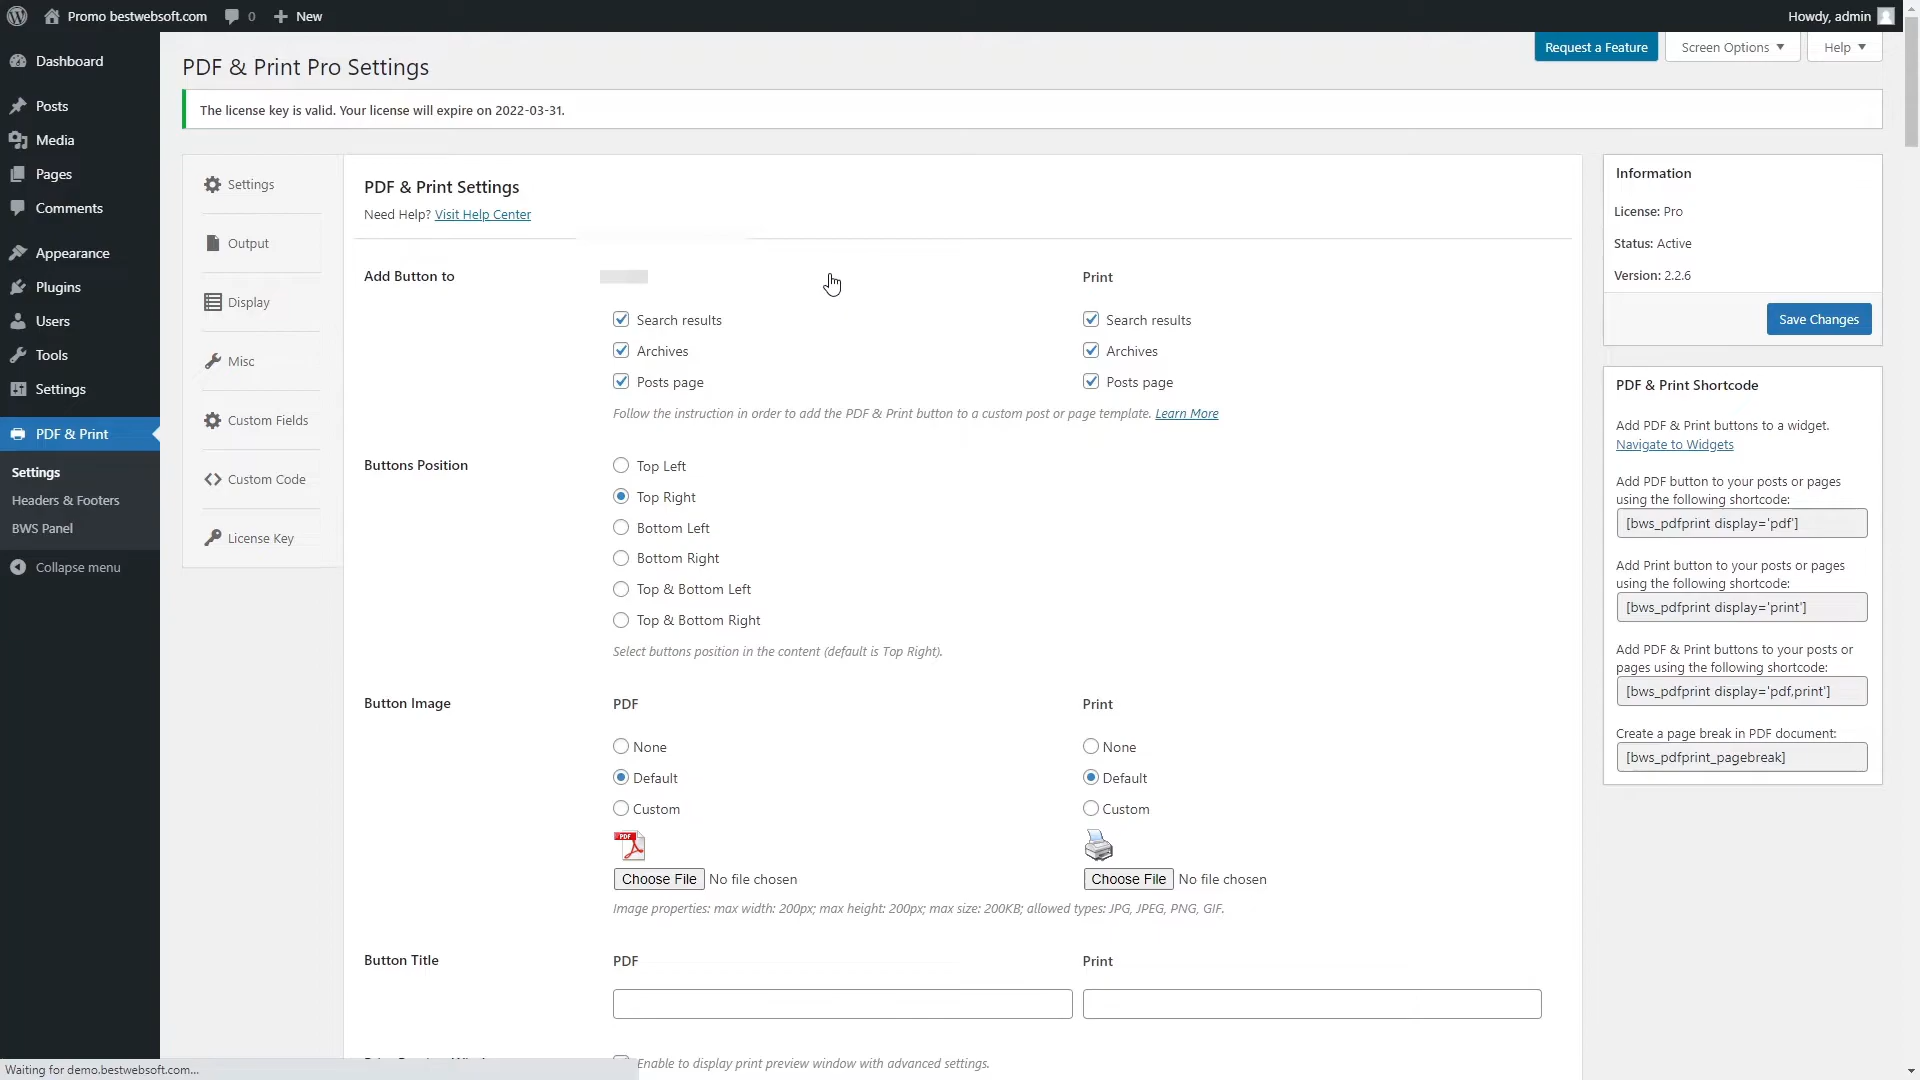 Promo bestwebsoft.com 0 New Howdy, admin
Dashboard
Posts
Media
Pages
Comments
Appearance
Plugins
Users
Tools
Settings
PDF & Print
Settings
Headers & Footers
BWS Panel
Collapse menu
PDF & Print Pro Settings
Request a Feature
Screen Options
Help
The license key is valid. Your license will expire on 2022-03-31.
Settings
Output
Display
Misc
Custom Fields
Custom Code
License Key
PDF & Print Settings
Need Help? Visit Help Center
Add Button to
Print
Search results Search results
Archives Archives
Posts page Posts page
Follow the instruction in order to add the PDF & Print button to a custom post or page template. Learn More
Buttons Position
Top Left
Top Right
Bottom Left
Bottom Right
Top & Bottom Left
Top & Bottom Right
Select buttons position in the content (default is Top Right).
Button Image
PDF Print
None None
Default Default
Custom Custom
PDF
Choose File No file chosen Choose File No file chosen
Image properties: max width: 200px; max height: 200px; max size: 200KB; allowed types: JPG, JPEG, PNG, GIF.
Button Title
PDF Print
Enable to display print preview window with advanced settings.
Information
License: Pro
Status: Active
Version: 2.2.6
Save Changes
PDF & Print Shortcode
Add PDF & Print buttons to a widget.
Navigate to Widgets
Add PDF button to your posts or pages
using the following shortcode:
[bws_pdfprint display='pdf']
Add Print button to your posts or pages
using the following shortcode:
[bws_pdfprint display='print']
Add PDF & Print buttons to your posts or
pages using the following shortcode:
[bws_pdfprint display='pdf,print']
Create a page break in PDF document:
[bws_pdfprint_pagebreak]
Waiting for demo.bestwebsoft.com...